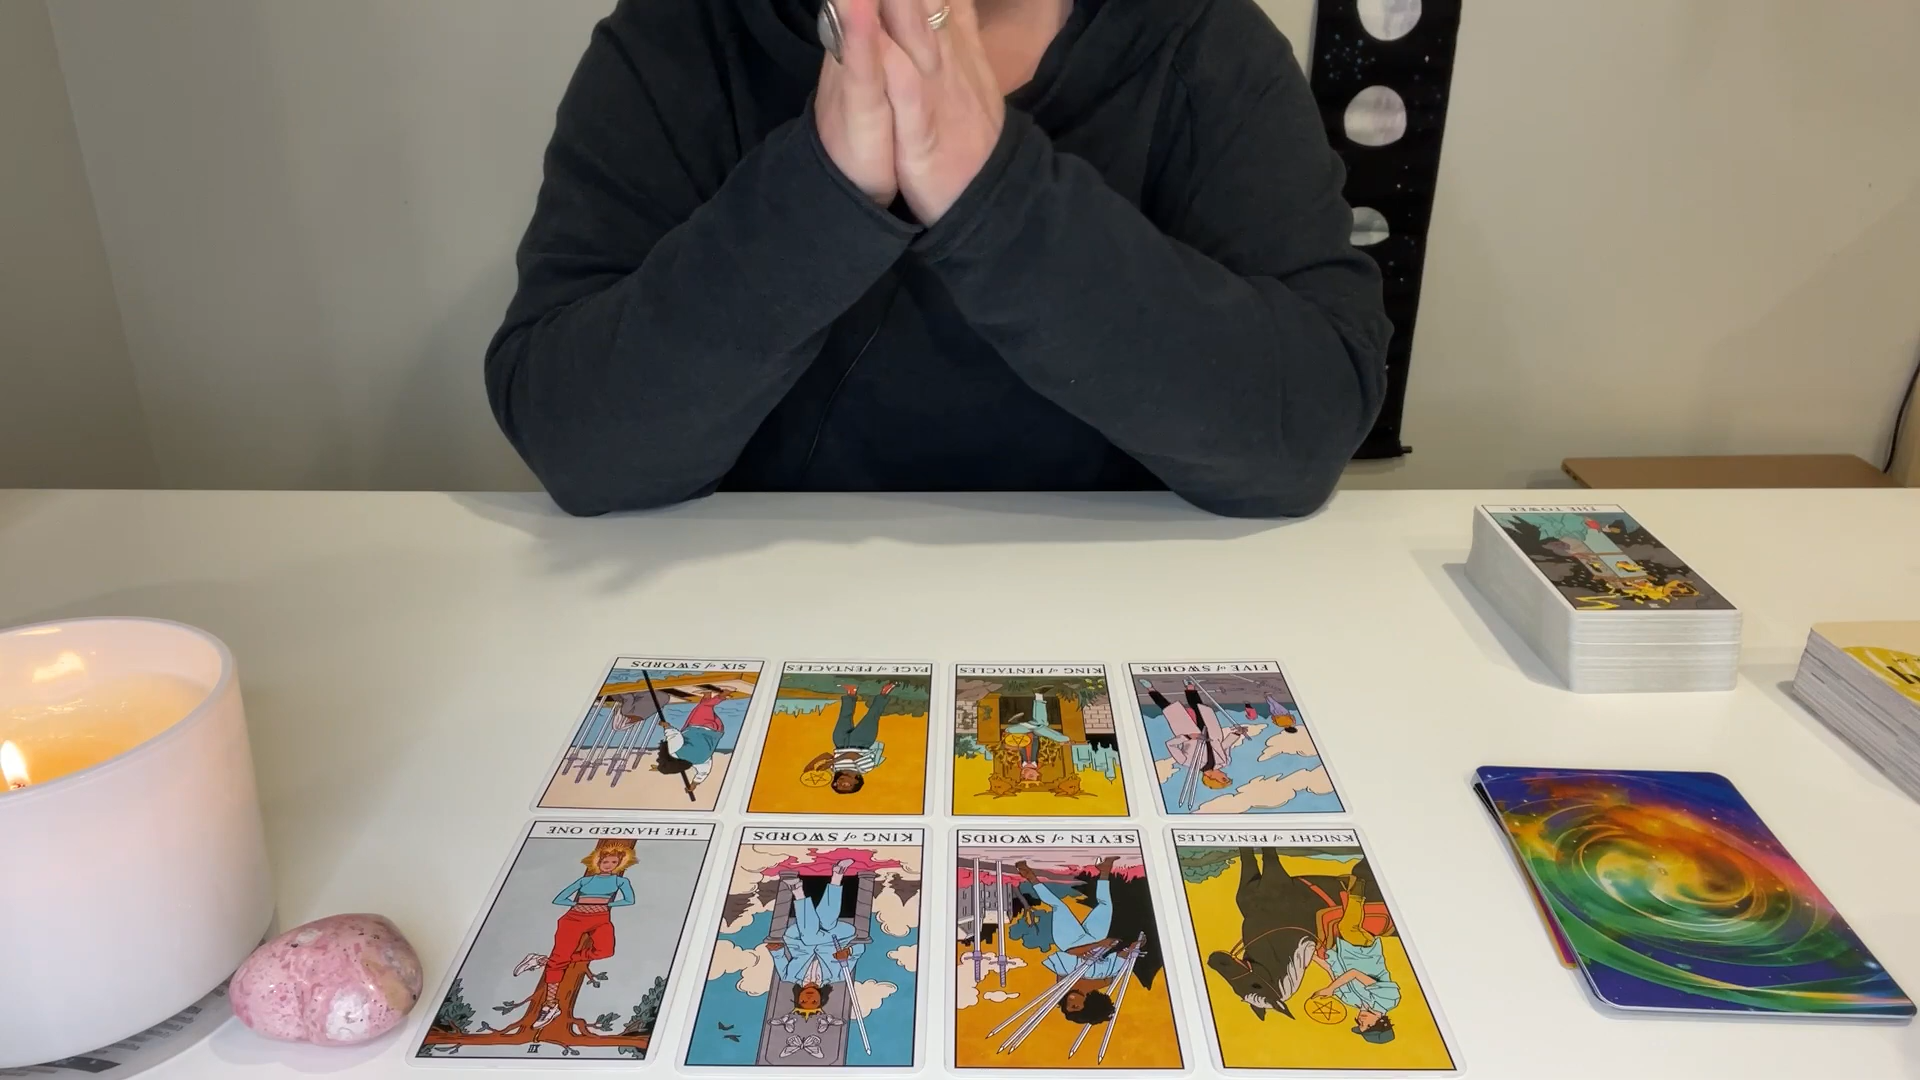 THE TOWER
SIX of SWORDS
PAGE of PENTACLES
KING of PENTACLES
FIVE of SWORDS
THE HANGED ONE
KING of SWORDS
SEVEN of SWORDS
KNIGHT of PENTACLES
XII